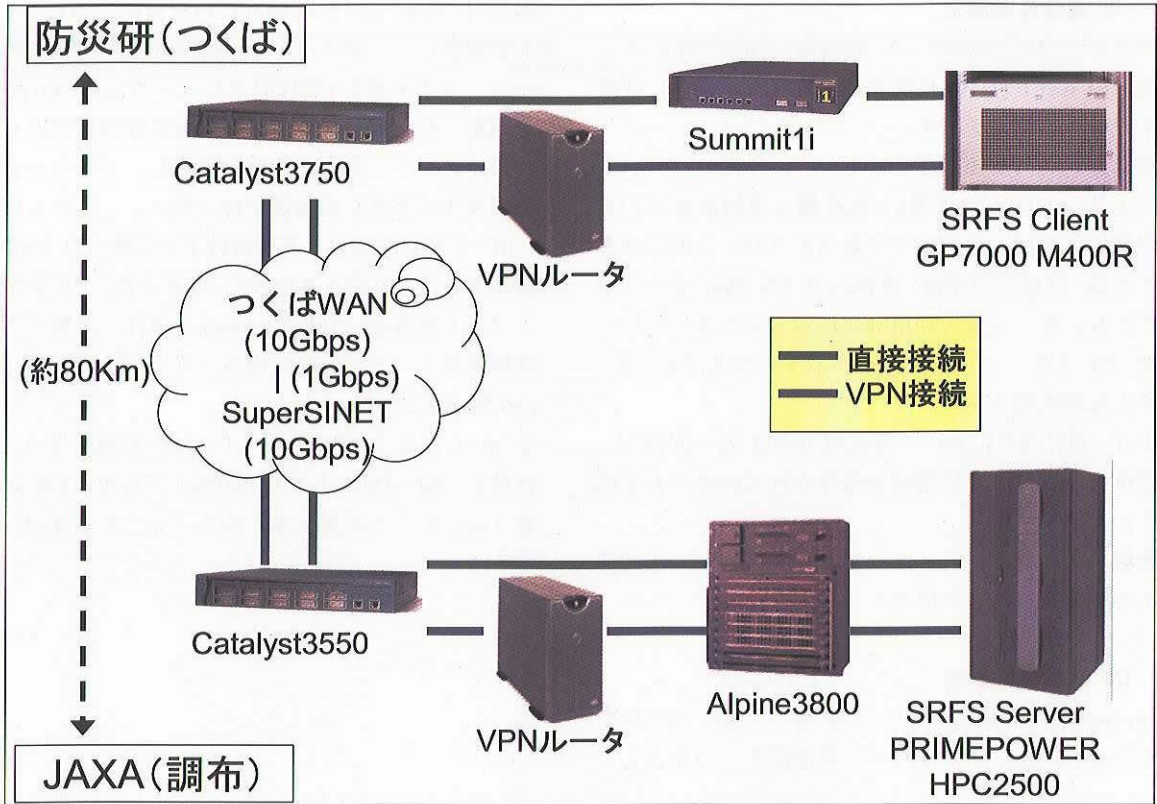 防災研(つくば)
Summit1i
Catalyst3750
VPNルータ
SRFS Client
GP7000 M400R
つくばWAN
(10Gbps)
(1Gbps)
SuperSINET
(10Gbps)
(約80Km)
直接接続
VPN接続
Catalyst3550
VPNルータ
Alpine3800
SRFS Server
PRIMEPOWER
HPC2500
JAXA(調布)
1